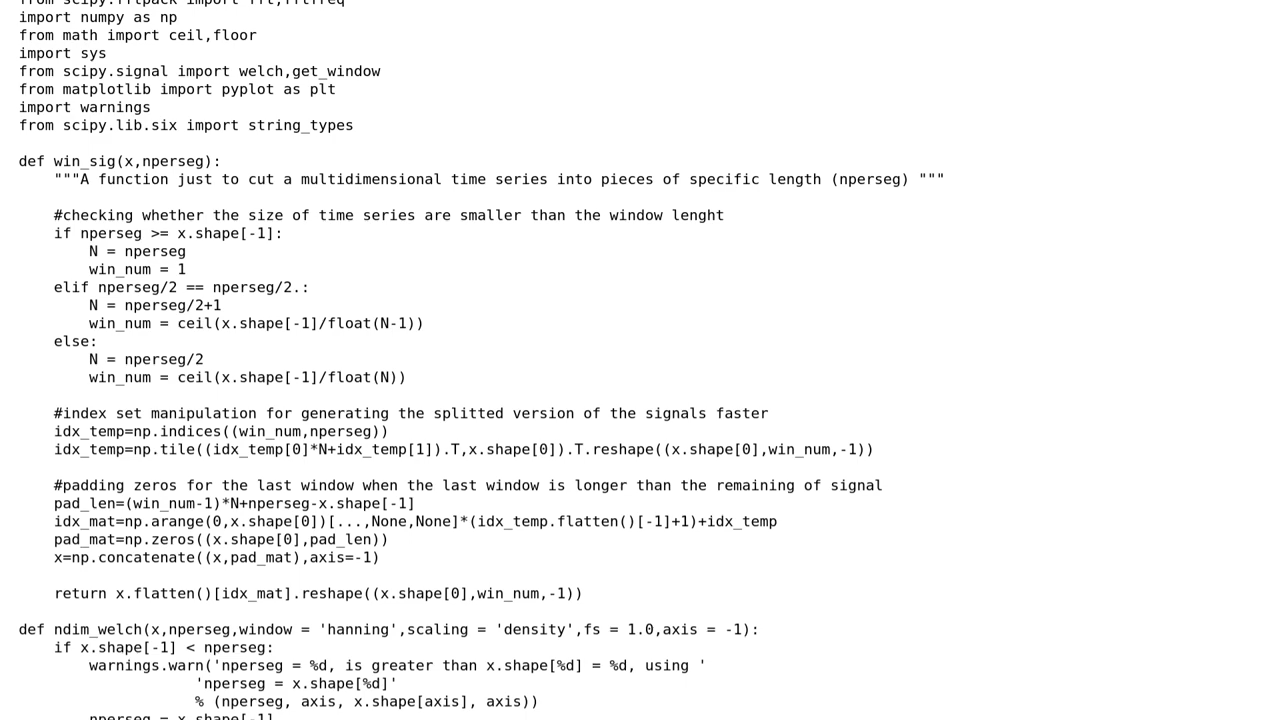 from scipy.fftpack import fft,fftfreq
import numpy as np
from math import ceil,floor
import sys
from scipy.signal import welch,get_window
from matplotlib import pyplot as plt
import warnings
from scipy.lib.six import string_types

def win_sig(x,nperseg):
    """A function just to cut a multidimensional time series into pieces of specific length (nperseg) """

    #checking whether the size of time series are smaller than the window lenght
    if nperseg >= x.shape[-1]:
        N = nperseg
        win_num = 1
    elif nperseg/2 == nperseg/2.:
        N = nperseg/2+1
        win_num = ceil(x.shape[-1]/float(N-1))
    else:
        N = nperseg/2
        win_num = ceil(x.shape[-1]/float(N))

    #index set manipulation for generating the splitted version of the signals faster
    idx_temp=np.indices((win_num,nperseg))
    idx_temp=np.tile((idx_temp[0]*N+idx_temp[1]).T,x.shape[0]).T.reshape((x.shape[0],win_num,-1))

    #padding zeros for the last window when the last window is longer than the remaining of signal
    pad_len=(win_num-1)*N+nperseg-x.shape[-1]
    idx_mat=np.arange(0,x.shape[0])[...,None,None]*(idx_temp.flatten()[-1]+1)+idx_temp
    pad_mat=np.zeros((x.shape[0],pad_len))
    x=np.concatenate((x,pad_mat),axis=-1)

    return x.flatten()[idx_mat].reshape((x.shape[0],win_num,-1))

def ndim_welch(x,nperseg,window = 'hanning',scaling = 'density',fs = 1.0,axis = -1):
    if x.shape[-1] < nperseg:
        warnings.warn('nperseg = %d, is greater than x.shape[%d] = %d, using '
                    'nperseg = x.shape[%d]'
                    % (nperseg, axis, x.shape[axis], axis))
        nperseg = x.shape[-1]